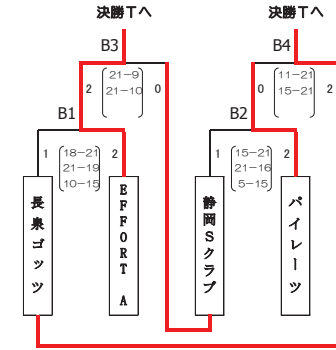 決勝Tへ
決勝Tへ
B3
B4
2
21-9
21-10
0
0
11-21
15-21
2
B1
B2
1
18-21
21-19
10-15
2
1
15-21
21-16
5-15
2
長泉ゴッツ
EFFORT A
静岡Sクラブ
パイレーツ